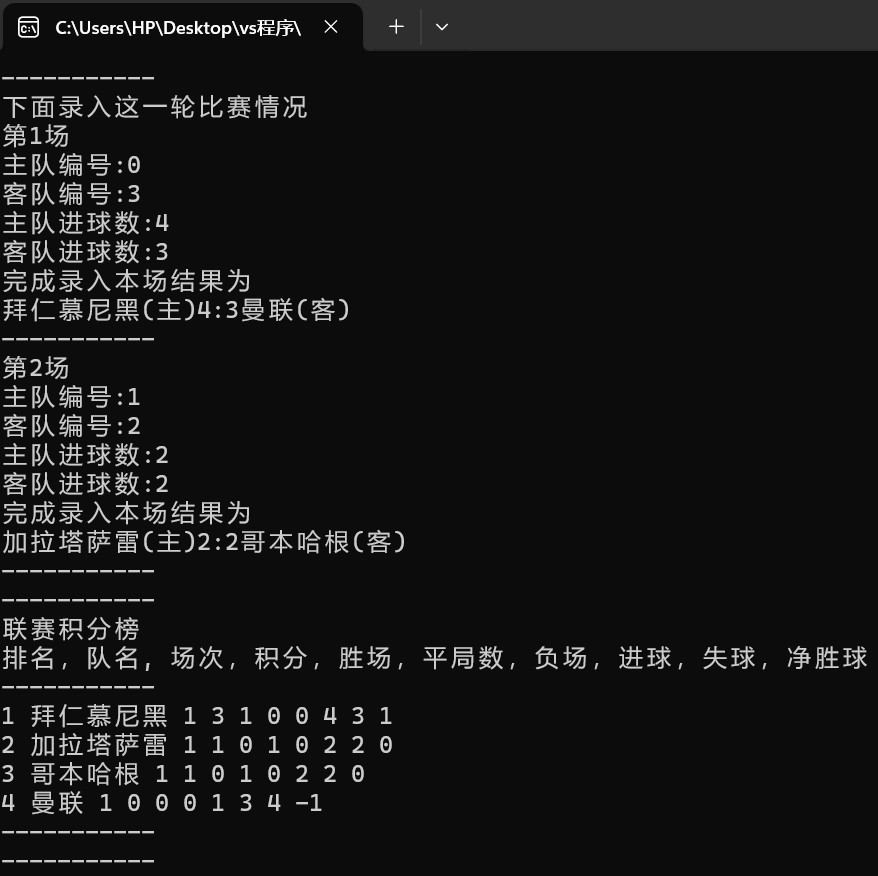 C:\Users\HP\Desktop\vs程序\
-----------
下面录入这一轮比赛情况
第1场
主队编号:0
客队编号:3
主队进球数:4
客队进球数:3
完成录入本场结果为
拜仁慕尼黑(主)4:3曼联(客)
-----------
第2场
主队编号:1
客队编号:2
主队进球数:2
客队进球数:2
完成录入本场结果为
加拉塔萨雷(主)2:2哥本哈根(客)
-----------
-----------
联赛积分榜
排名, 队名, 场次, 积分, 胜场, 平局数, 负场, 进球, 失球, 净胜球
-----------
1 拜仁慕尼黑 1 3 1 0 0 4 3 1
2 加拉塔萨雷 1 1 0 1 0 2 2 0
3 哥本哈根 1 1 0 1 0 2 2 0
4 曼联 1 0 0 0 1 3 4 -1
-----------
-----------